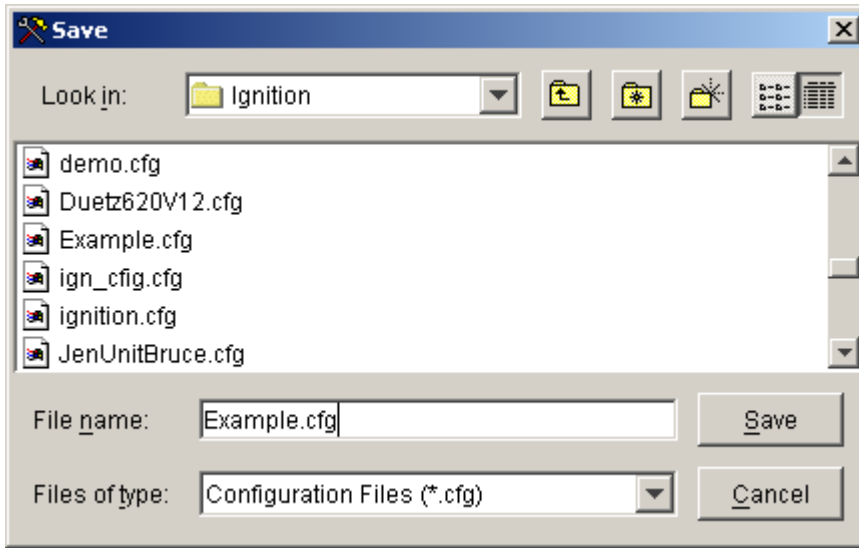 Save
Look in: Ignition
demo.cfg
Duetz620V12.cfg
Example.cfg
ign_cfig.cfg
ignition.cfg
JenUnitBruce.cfg
File name: Example.cfg Save
Files of type: Configuration Files (*.cfg) Cancel